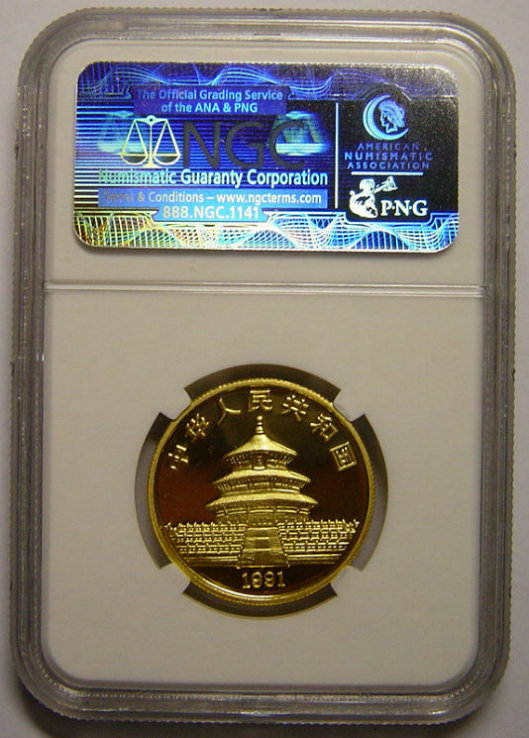 The Official Grading Service
of the ANA & PNG
NGC
Numismatic Guaranty Corporation
Terms & Conditions – www.ngcterms.com
888.NGC.1141
AMERICAN
NUMISMATIC
ASSOCIATION
PNG
中华人民共和国
1991